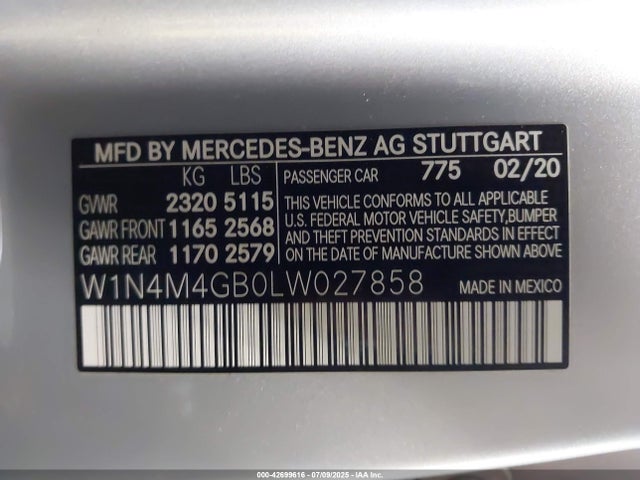 MFD BY MERCEDES-BENZ AG STUTTGART
KG LBS
GVWR 2320 5115
GAWR FRONT 1165 2568
GAWR REAR 1170 2579
PASSENGER CAR 775 02/20
THIS VEHICLE CONFORMS TO ALL APPLICABLE
U.S. FEDERAL MOTOR VEHICLE SAFETY,BUMPER
AND THEFT PREVENTION STANDARDS IN EFFECT
ON THE DATE OF MANUFACTURE SHOWN ABOVE
W1N4M4GB0LW027858
MADE IN MEXICO
000-42699616 - 07/09/2025 - IAAI.COM